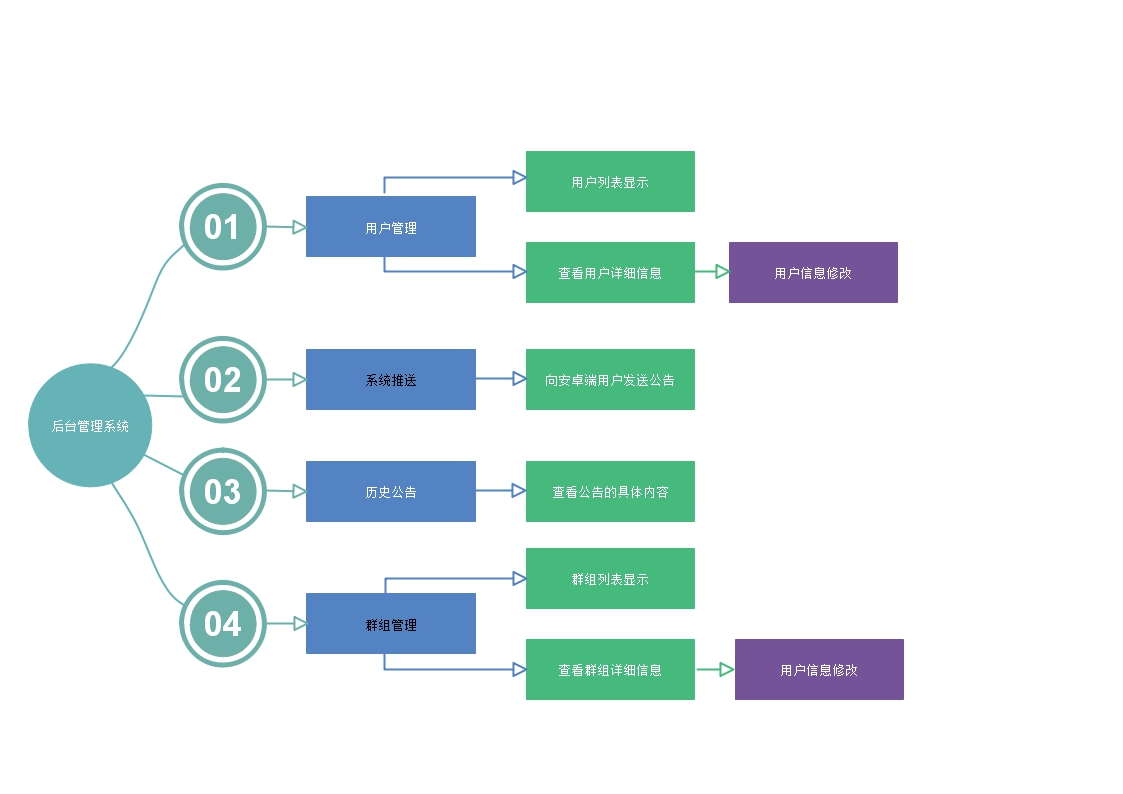 用户列表显示
01
用户管理
查看用户详细信息
用户信息修改
02
系统推送
向安卓端用户发送公告
后台管理系统
03
历史公告
查看公告的具体内容
群组列表显示
04
群组管理
查看群组详细信息
用户信息修改